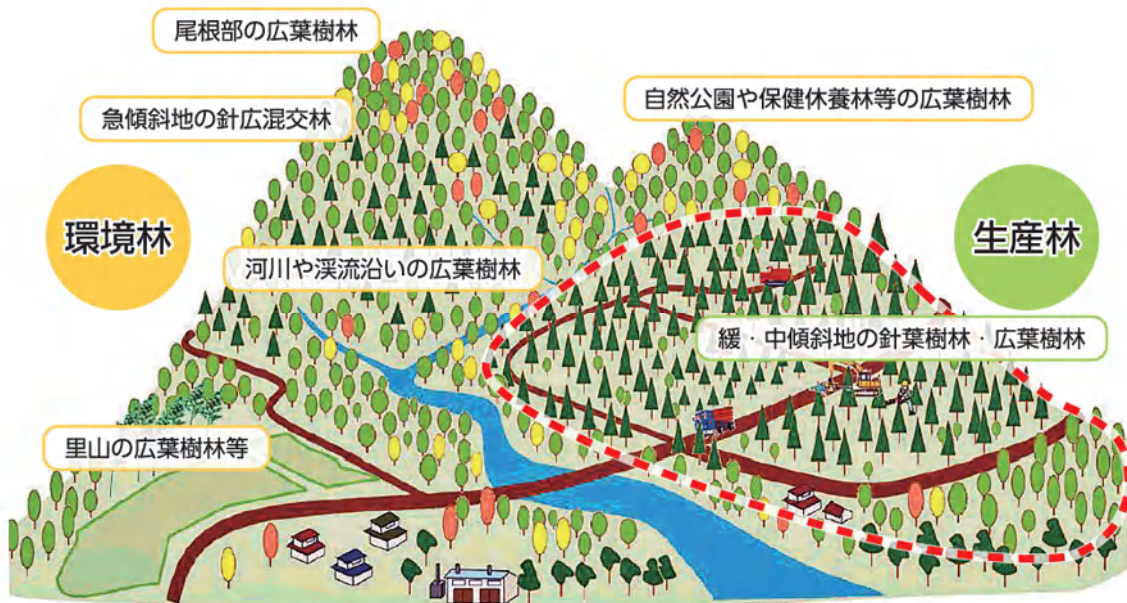 尾根部の広葉樹林
自然公園や保健休養林等の広葉樹林
急傾斜地の針広混交林
環境林
生産林
河川や渓流沿いの広葉樹林
緩・中傾斜地の針葉樹林・広葉樹林
里山の広葉樹林等